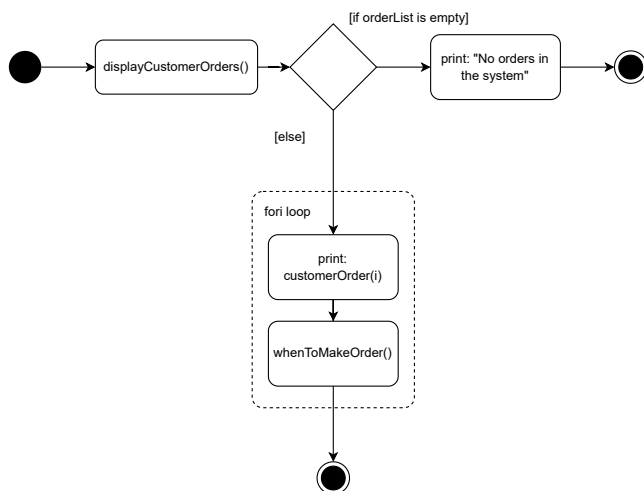 [if orderList is empty]
displayCustomerOrders()
print: "No orders in
the system"
[else]
fori loop
print:
customerOrder(i)
whenToMakeOrder()